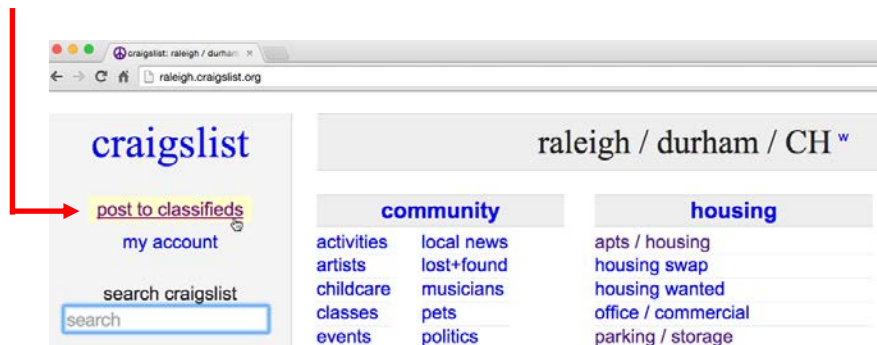 craigslist: raleigh / durham
raleigh.craigslist.org
craigslist
raleigh / durham / CH w
post to classifieds
my account
search craigslist
search
community
activities local news
artists lost+found
childcare musicians
classes pets
events politics
housing
apts / housing
housing swap
housing wanted
office / commercial
parking / storage